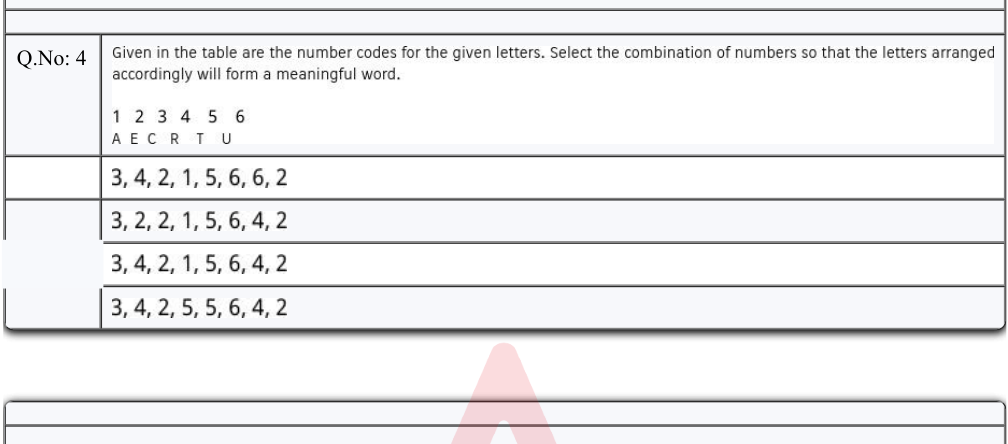 Q.No: 4
Given in the table are the number codes for the given letters. Select the combination of numbers so that the letters arranged
accordingly will form a meaningful word.
1 2 3 4 5 6
A E C R T U
3, 4, 2, 1, 5, 6, 6, 2
3, 2, 2, 1, 5, 6, 4, 2
3, 4, 2, 1, 5, 6, 4, 2
3, 4, 2, 5, 5, 6, 4, 2